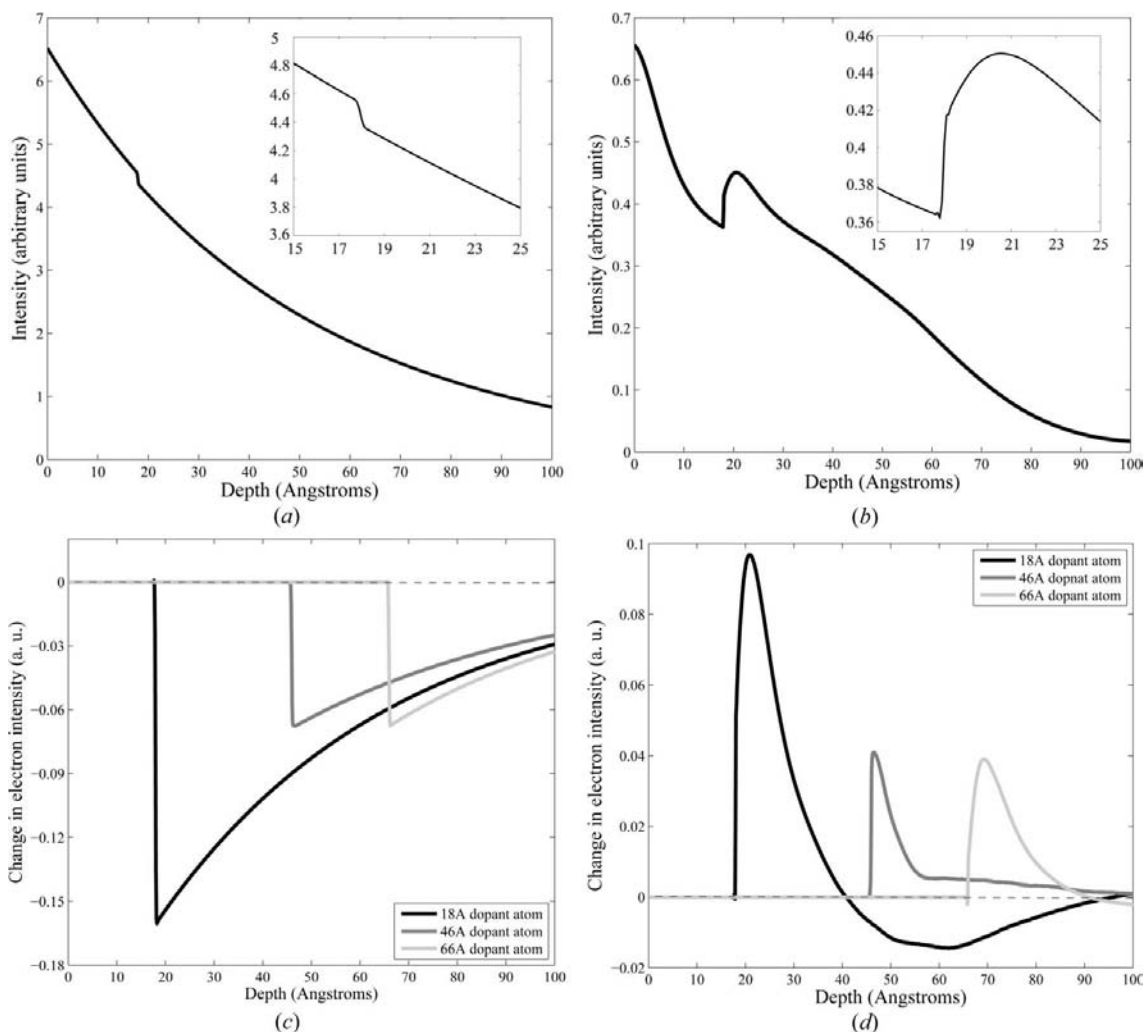 7
6
5
4
3
2
1
0
Intensity (arbitrary units)
5
4.8
4.6
4.4
4.2
4
3.8
3.6
15 17 19 21 23 25
0 10 20 30 40 50 60 70 80 90 100
Depth (Angstroms)
(a)
0.7
0.6
0.5
0.4
0.3
0.2
0.1
0
Intensity (arbitrary units)
0.46
0.44
0.42
0.4
0.38
0.36
15 17 19 21 23 25
0 10 20 30 40 50 60 70 80 90 100
Depth (Angstroms)
(b)
0
−0.03
−0.06
−0.09
−0.12
−0.15
−0.18
Change in electron intensity (a. u.)
18A dopant atom
46A dopant atom
66A dopant atom
0 10 20 30 40 50 60 70 80 90 100
Depth (Angstroms)
(c)
0.1
0.08
0.06
0.04
0.02
0
−0.02
Change in electron intensity (a. u.)
18A dopant atom
46A dopnat atom
66A dopant atom
0 10 20 30 40 50 60 70 80 90 100
Depth (Angstroms)
(d)